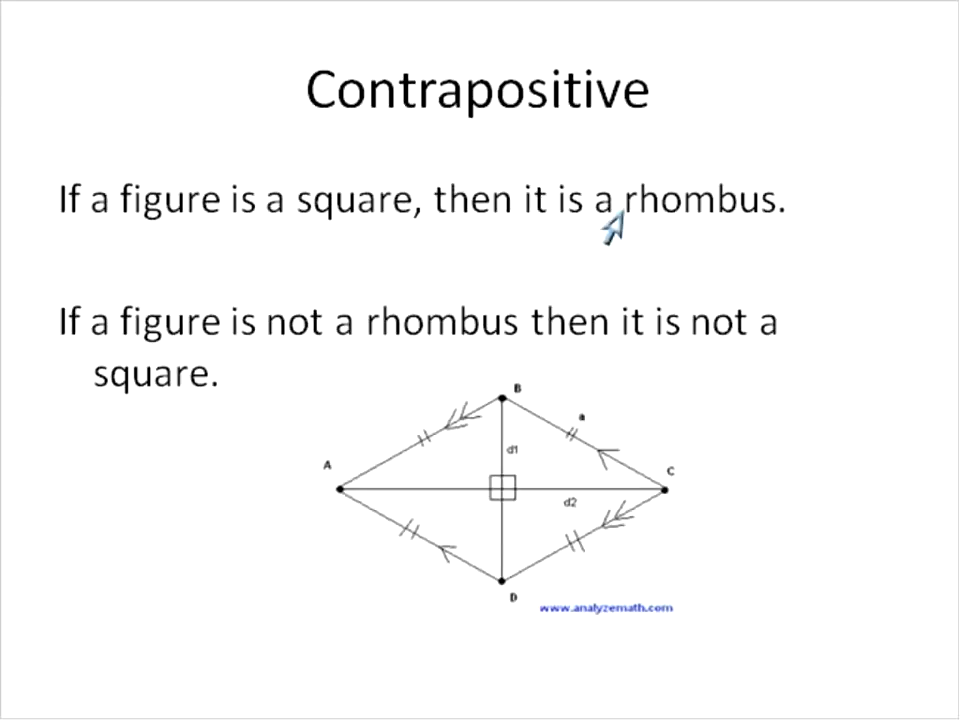 Contrapositive
If a figure is a square, then it is a rhombus.
If a figure is not a rhombus then it is not a
square.
B
a
A
d1
C
d2
D
www.analyzemath.com